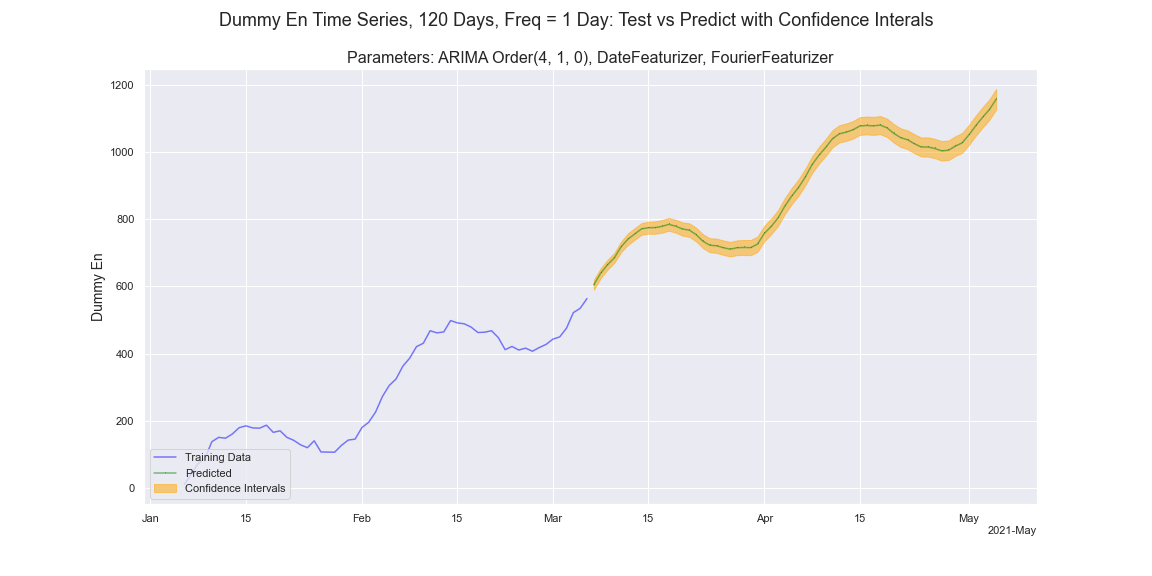 Dummy En Time Series, 120 Days, Freq = 1 Day: Test vs Predict with Confidence Interals
Parameters: ARIMA Order(4, 1, 0), DateFeaturizer, FourierFeaturizer
1200
1000
800
600
400
200
0
Dummy En
Training Data
Predicted
Confidence Intervals
Jan 15 Feb 15 Mar 15 Apr 15 May
2021-May